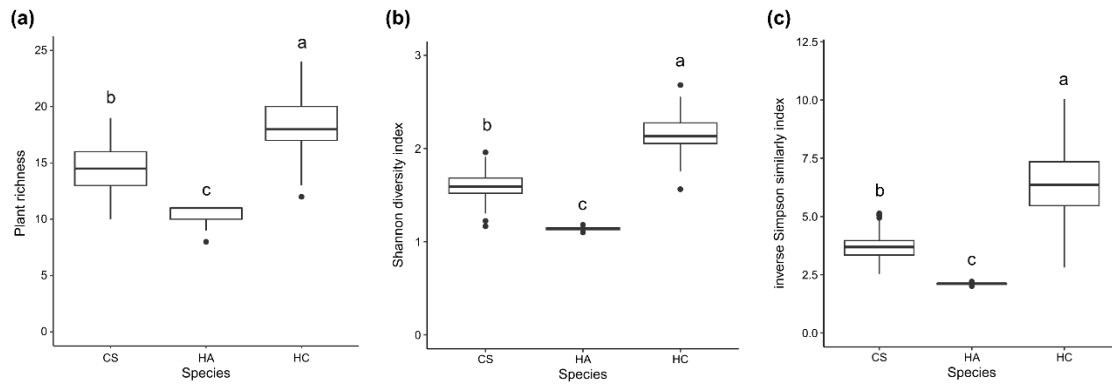 (a)
Plant richness
25
20
15
10
5
0
b
c
a
CS
HA
HC
Species
(b)
Shannon diversity index
3
2
1
0
b
c
a
CS
HA
HC
Species
(c)
inverse Simpson similarly index
12.5
10.0
7.5
5.0
2.5
0.0
b
c
a
CS
HA
HC
Species